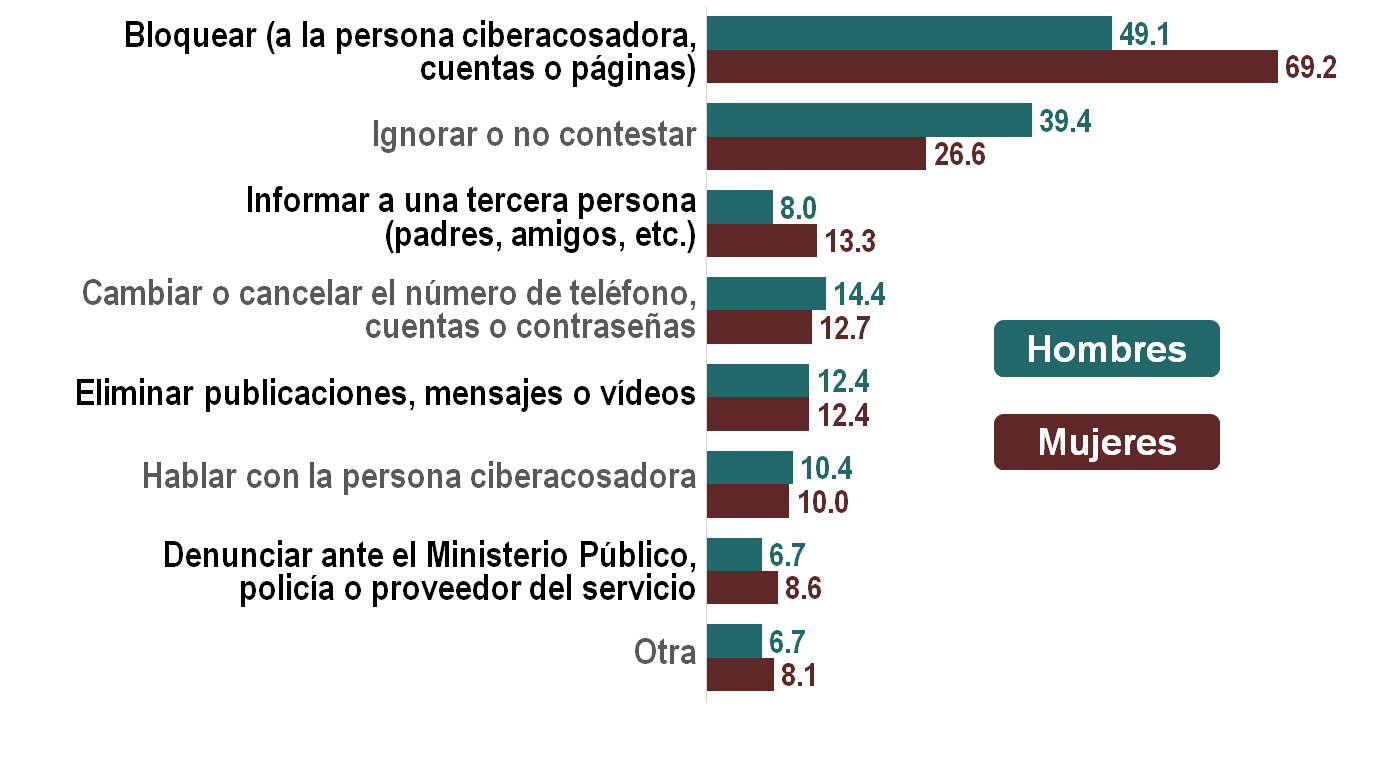 Bloquear (a la persona ciberacosadora,
cuentas o páginas)
49.1
69.2
Ignorar o no contestar
39.4
26.6
Informar a una tercera persona
(padres, amigos, etc.)
8.0
13.3
Cambiar o cancelar el número de teléfono,
cuentas o contraseñas
14.4
12.7
Eliminar publicaciones, mensajes o vídeos
12.4
12.4
Hablar con la persona ciberacosadora
10.4
10.0
Denunciar ante el Ministerio Público,
policía o proveedor del servicio
6.7
8.6
Otra
6.7
8.1
Hombres
Mujeres